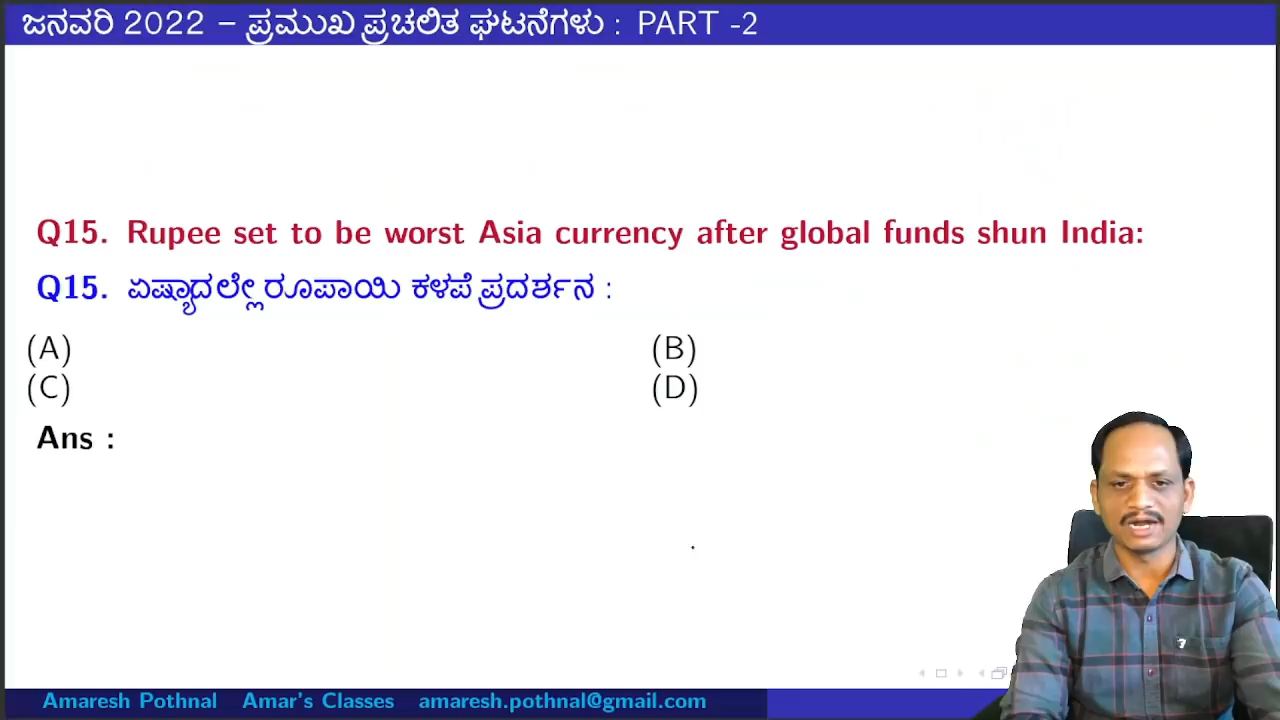 ಜನವರಿ 2022 – ಪ್ರಮುಖ ಪ್ರಚಲಿತ ಘಟನೆಗಳು : PART -2
Q15. Rupee set to be worst Asia currency after global funds shun India:
Q15. ಏಷ್ಯಾದಲ್ಲೇ ರೂಪಾಯಿ ಕಳಪೆ ಪ್ರದರ್ಶನ :
(A) (B)
(C) (D)
Ans :
Amaresh Pothnal Amar's Classes amaresh.pothnal@gmail.com